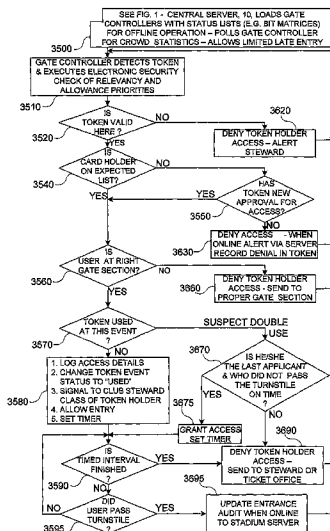 SEE FIG. 1 - CENTRAL SERVER, 10, LOADS GATE
CONTROLLERS WITH STATUS LISTS (E.G. BIT MATRICES)
FOR OFFLINE OPERATION - POLLS GATE CONTROLLER
FOR CROWD STATISTICS - ALLOWS LIMITED LATE ENTRY
3500
GATE CONTROLLER DETECTS TOKEN
& EXECUTES ELECTRONIC SECURITY
CHECK OF RELEVANCY AND
ALLOWANCE PRIORITIES
3510
IS
TOKEN VALID
HERE ?
3520
NO
YES
3620
DENY TOKEN HOLDER
ACCESS - ALERT
STEWARD
IS
CARD HOLDER
ON EXPECTED
LIST?
3540
NO
YES
HAS
TOKEN NEW
APPROVAL FOR
ACCESS?
3550
YES
NO
DENY ACCESS - WHEN
ONLINE ALERT VIA SERVER
RECORD DENIAL IN TOKEN
3630
IS
USER AT RIGHT
GATE SECTION?
3560
NO
YES
DENY TOKEN HOLDER
ACCESS - SEND TO
PROPER GATE SECTION
3660
TOKEN USED
AT THIS EVENT
?
3570
SUSPECT DOUBLE
USE
NO
1. LOG ACCESS DETAILS
2. CHANGE TOKEN EVENT
STATUS TO "USED"
3. SIGNAL TO CLUB STEWARD
CLASS OF TOKEN HOLDER
4. ALLOW ENTRY
5. SET TIMER
3580
3670
IS HE/SHE
THE LAST APPLICANT
& WHO DID NOT PASS
THE TURNSTILE
ON TIME
?
YES
NO
3675
GRANT ACCESS
SET TIMER
3690
DENY TOKEN HOLDER
ACCESS -
SEND TO STEWARD OR
TICKET OFFICE
IS
TIMED INTERVAL
FINISHED
?
3590
YES
NO
3695
DID
USER PASS
TURNSTILE
?
3595
YES
UPDATE ENTRANCE
AUDIT WHEN ONLINE
TO STADIUM SERVER